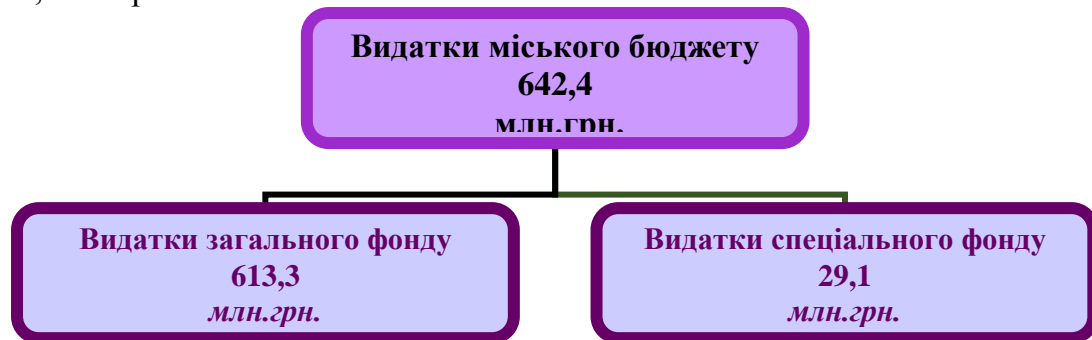 Видатки міського бюджету
642,4
млн.грн.
Видатки загального фонду
613,3
млн.грн.
Видатки спеціального фонду
29,1
млн.грн.